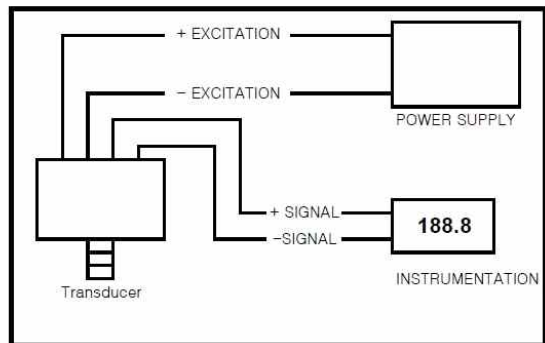 + EXCITATION
− EXCITATION
POWER SUPPLY
+ SIGNAL
−SIGNAL
188.8
INSTRUMENTATION
Transducer